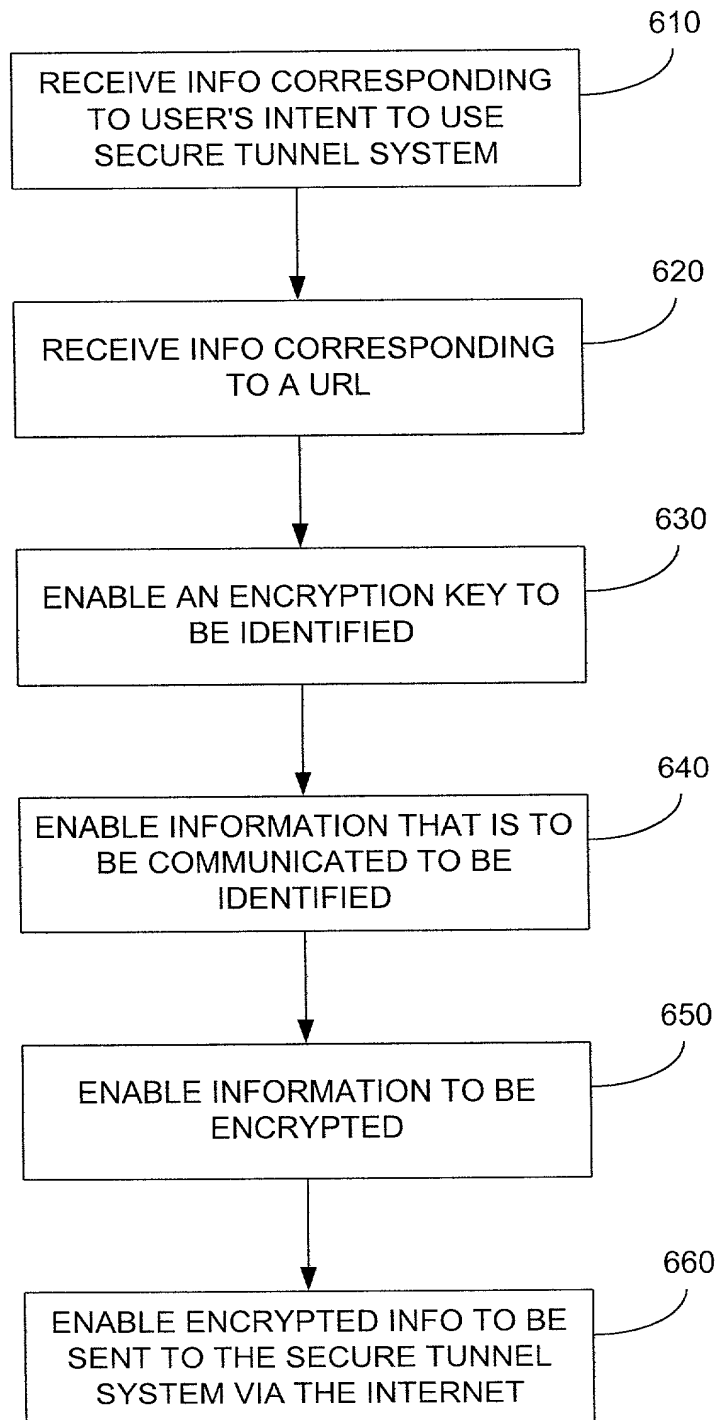 610
RECEIVE INFO CORRESPONDING
TO USER'S INTENT TO USE
SECURE TUNNEL SYSTEM
620
RECEIVE INFO CORRESPONDING
TO A URL
630
ENABLE AN ENCRYPTION KEY TO
BE IDENTIFIED
640
ENABLE INFORMATION THAT IS TO
BE COMMUNICATED TO BE
IDENTIFIED
650
ENABLE INFORMATION TO BE
ENCRYPTED
660
ENABLE ENCRYPTED INFO TO BE
SENT TO THE SECURE TUNNEL
SYSTEM VIA THE INTERNET